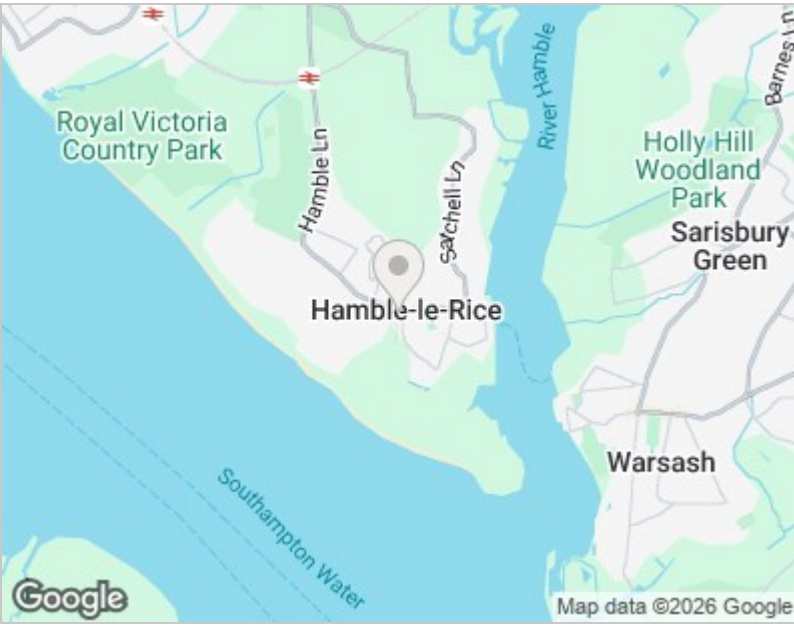 Royal Victoria
Country Park
Hamble Ln
Satchell Ln
River Hamble
Barnes Ln
Holly Hill
Woodland
Park
Sarisbury
Green
Hamble-le-Rice
Warsash
Southampton Water
Google
Map data ©2026 Google